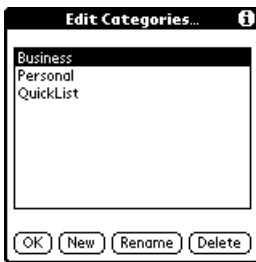 Edit Categories...
i
Business
Personal
QuickList
OK New Rename Delete